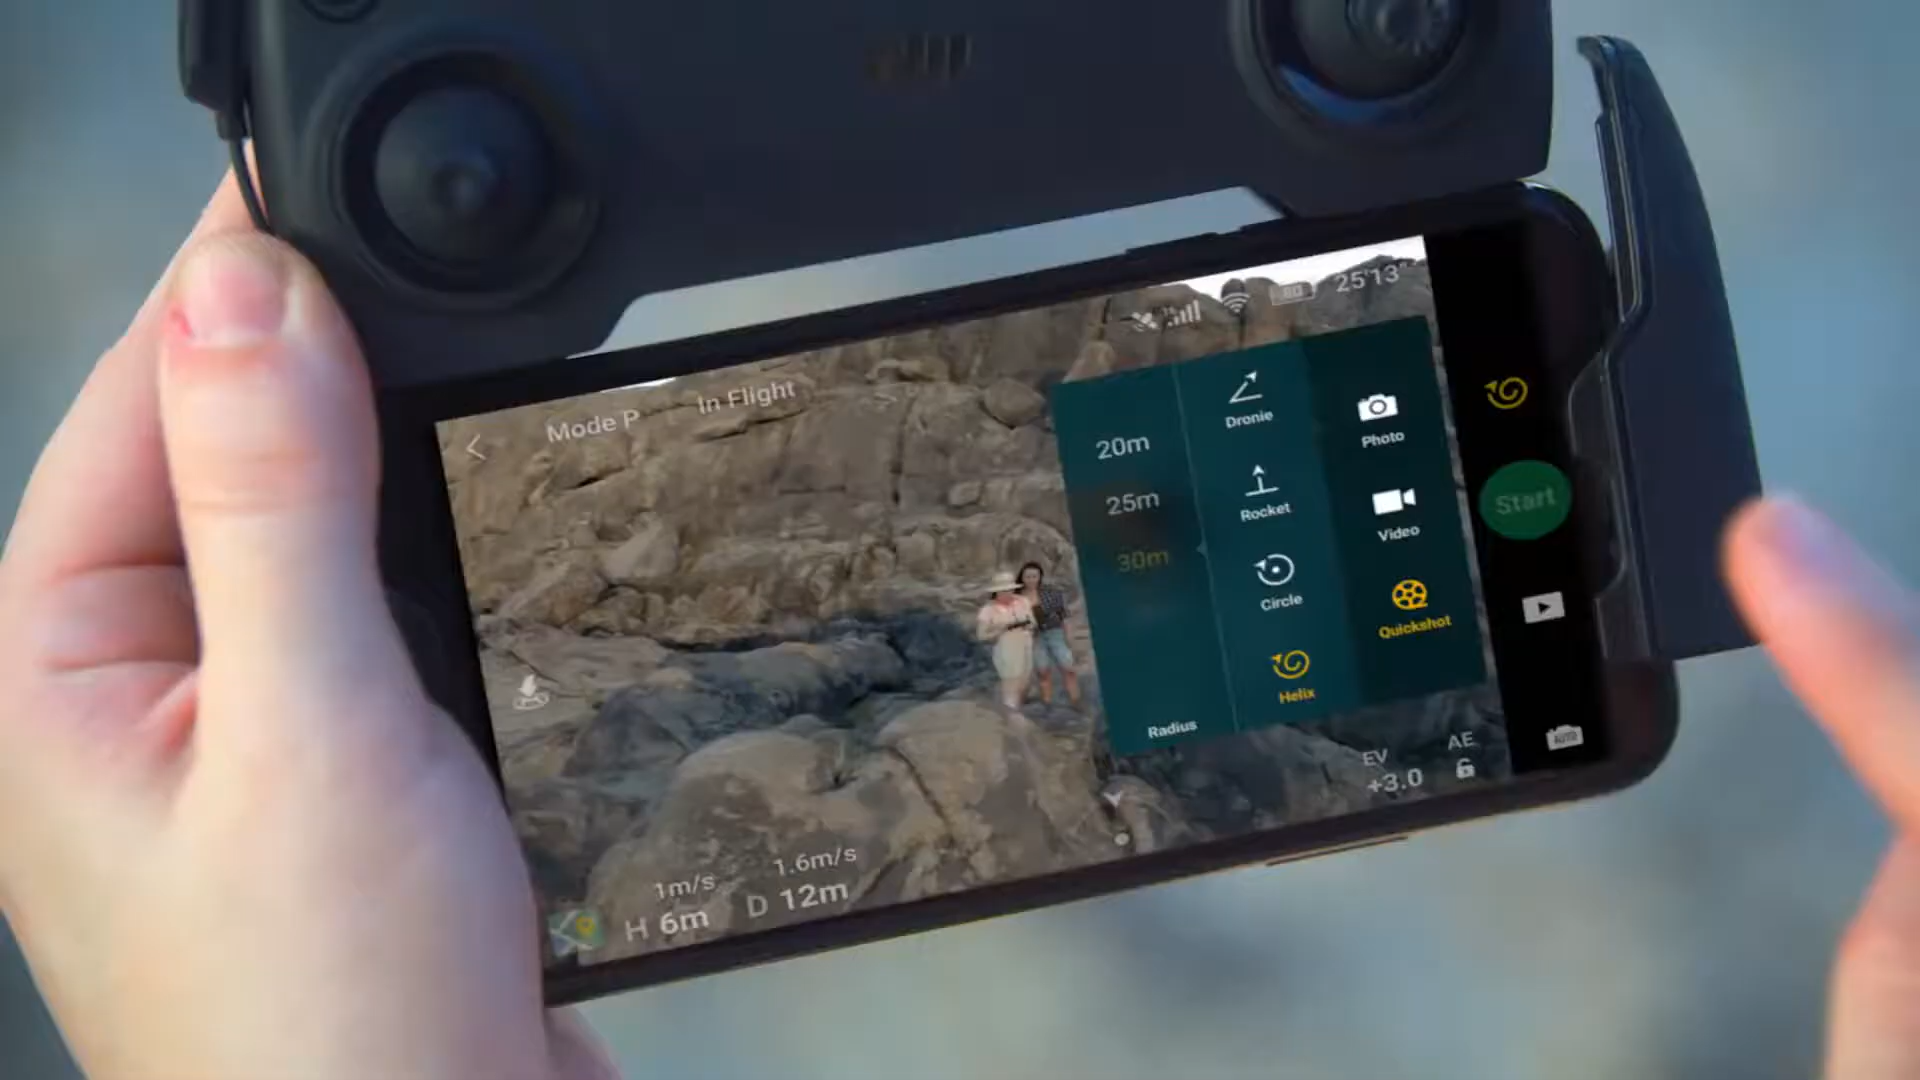 25'13"
Mode P
In Flight
20m
25m
30m
Radius
Dronie
Rocket
Circle
Helix
Photo
Video
Quickshot
Start
AUTO
EV
+3.0
AE
1m/s
1.6m/s
H 6m
D 12m